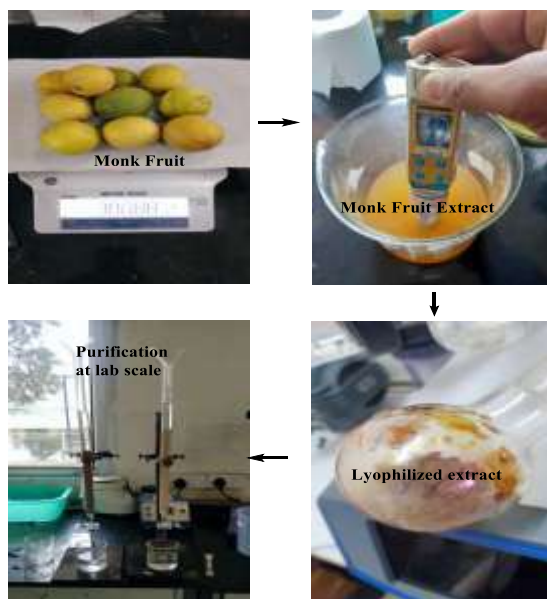 Monk Fruit
Monk Fruit Extract
Purification
at lab scale
Lyophilized extract